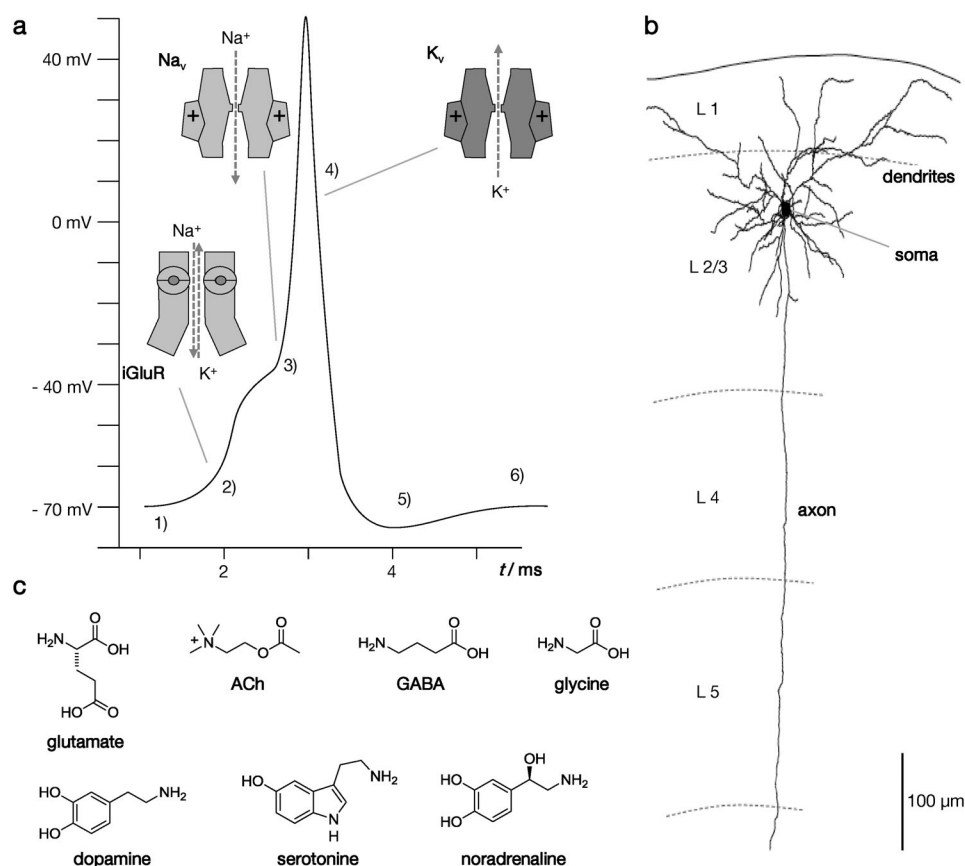 a
Na⁺
Naᵥ
+ +
40 mV
Kᵥ
K⁺
4)
0 mV
Na⁺
iGluR
K⁺
3)
- 40 mV
2)
- 70 mV
1)
5)
6)
2
4
t / ms
b
L 1
dendrites
soma
L 2/3
L 4
axon
L 5
100 µm
c
H₂N
O
OH
HO
O
glutamate
N
+
O
O
ACh
H₂N
O
OH
GABA
H₂N
O
OH
glycine
HO
HO
NH₂
dopamine
HO
NH₂
N
H
serotonine
OH
HO
HO
NH₂
noradrenaline
+ +